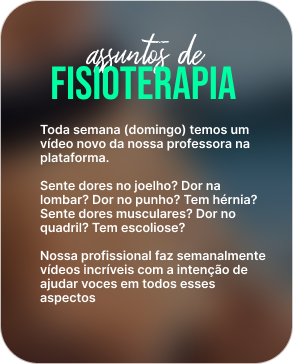 assuntos de
FISIOTERAPIA
Toda semana (domingo) temos um
vídeo novo da nossa professora na
plataforma.
Sente dores no joelho? Dor na
lombar? Dor no punho? Tem hérnia?
Sente dores musculares? Dor no
quadril? Tem escoliose?
Nossa profissional faz semanalmente
vídeos incríveis com a intenção de
ajudar voces em todos esses
aspectos